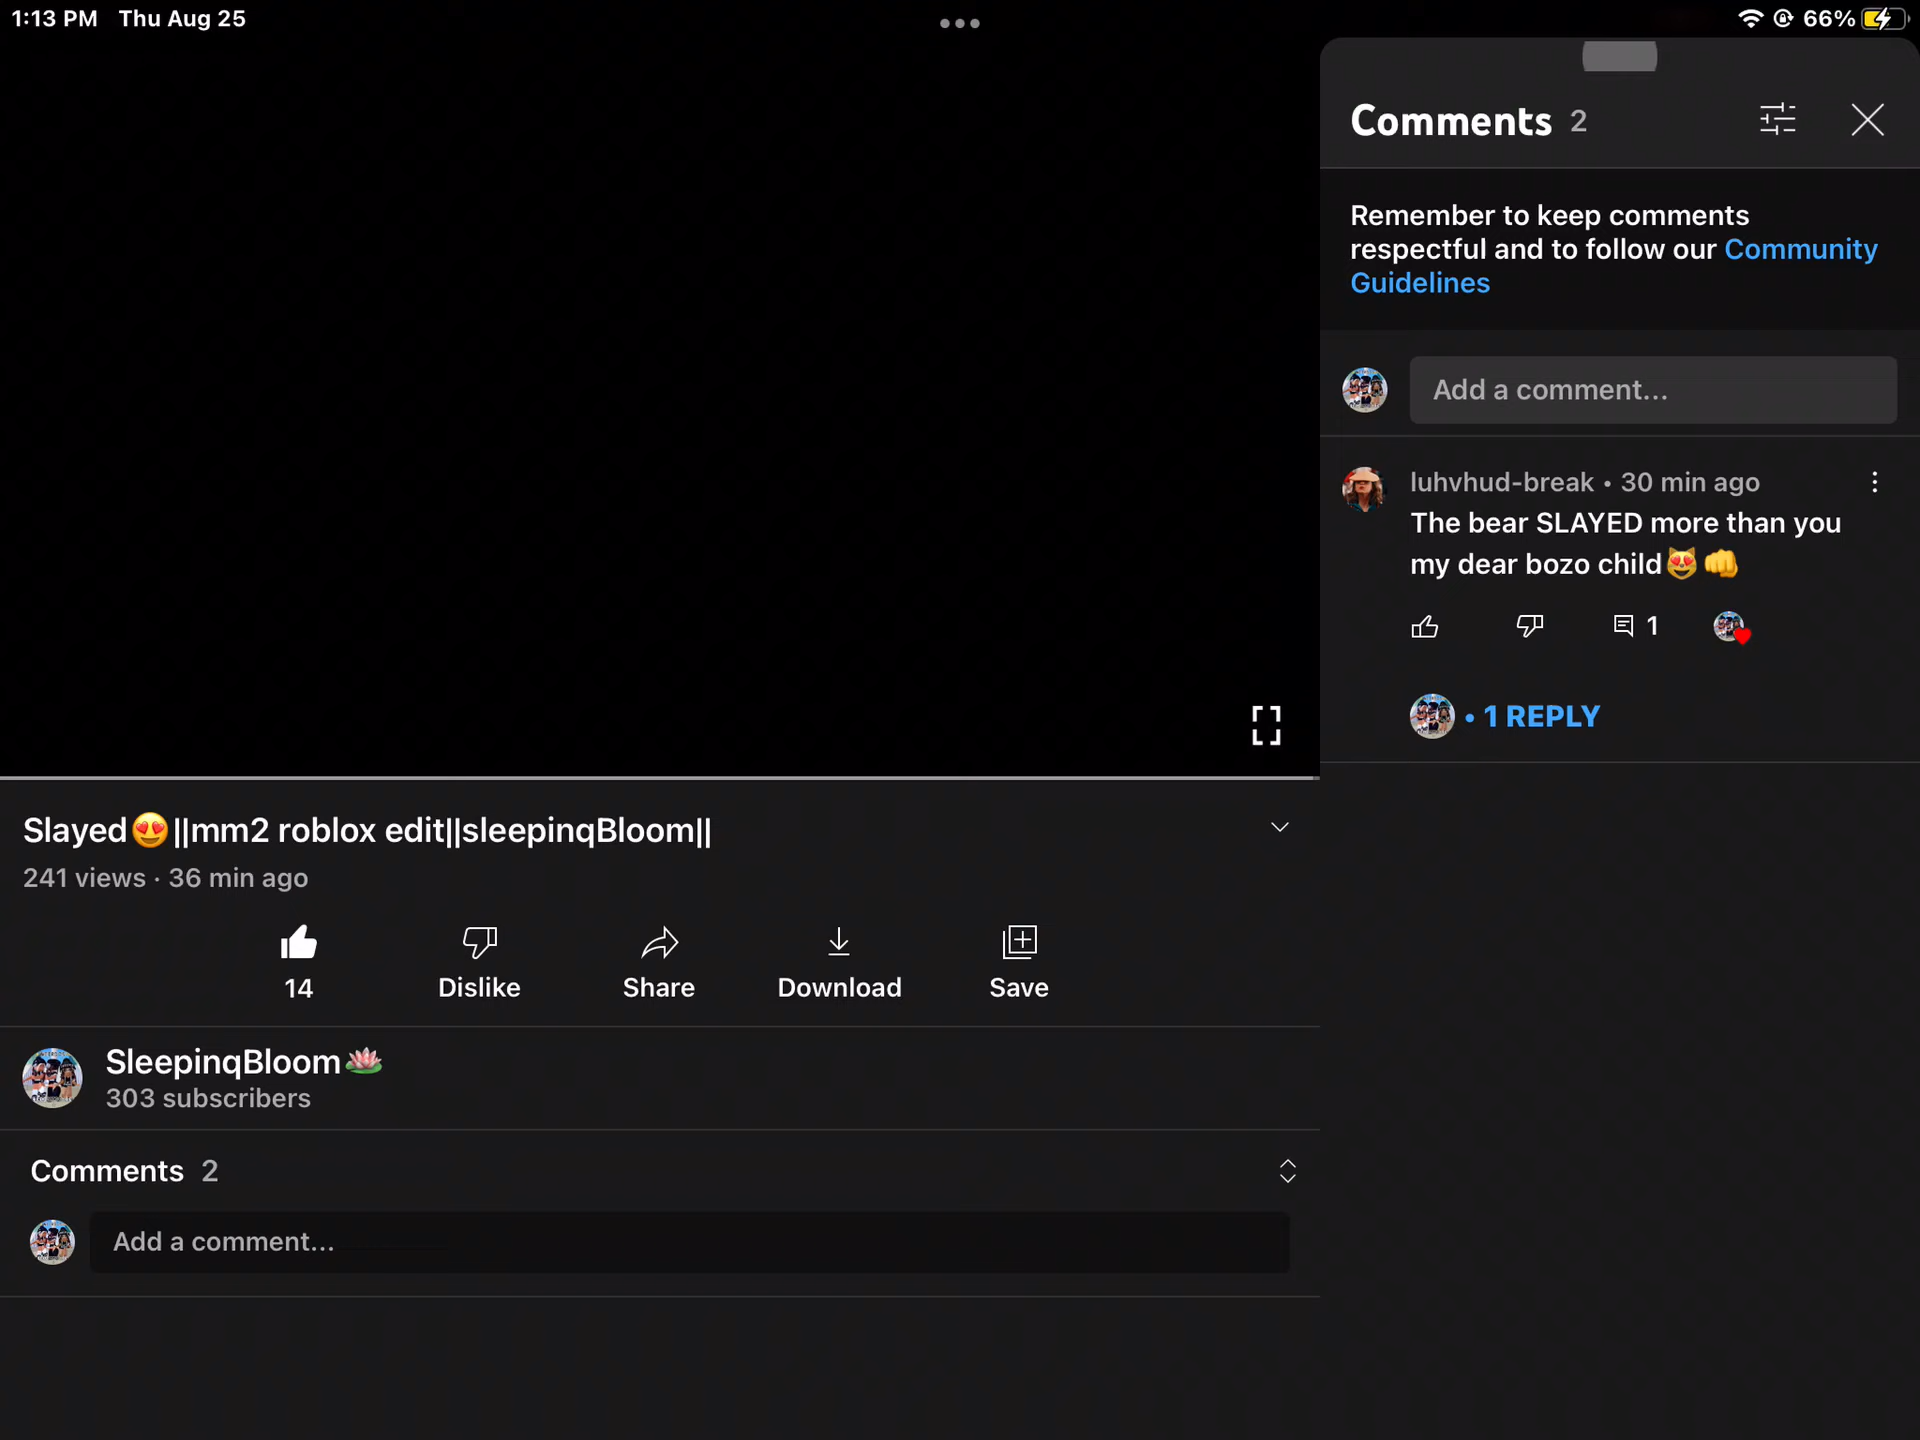 1:13 PM Thu Aug 25
66%
Comments 2
Remember to keep comments
respectful and to follow our Community
Guidelines
Add a comment...
luhvhud-break • 30 min ago
The bear SLAYED more than you
my dear bozo child😻👊
1
• 1 REPLY
Slayed😍||mm2 roblox edit||sleepinqBloom||
241 views · 36 min ago
14
Dislike
Share
Download
Save
SleepinqBloom🪷
303 subscribers
Comments 2
Add a comment...